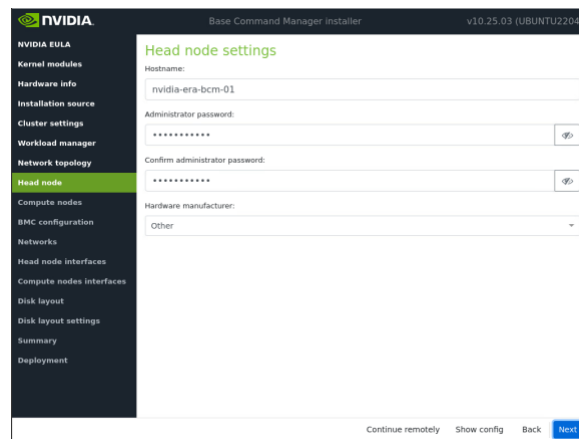 NVIDIA. Base Command Manager installer v10.25.03 (UBUNTU2204
NVIDIA EULA
Kernel modules
Hardware info
Installation source
Cluster settings
Workload manager
Network topology
Head node
Compute nodes
BMC configuration
Networks
Head node interfaces
Compute nodes interfaces
Disk layout
Disk layout settings
Summary
Deployment
Head node settings
Hostname:
nvidia-era-bcm-01
Administrator password:
•••••••••••
Confirm administrator password:
•••••••••••
Hardware manufacturer:
Other
Continue remotely Show config Back Next